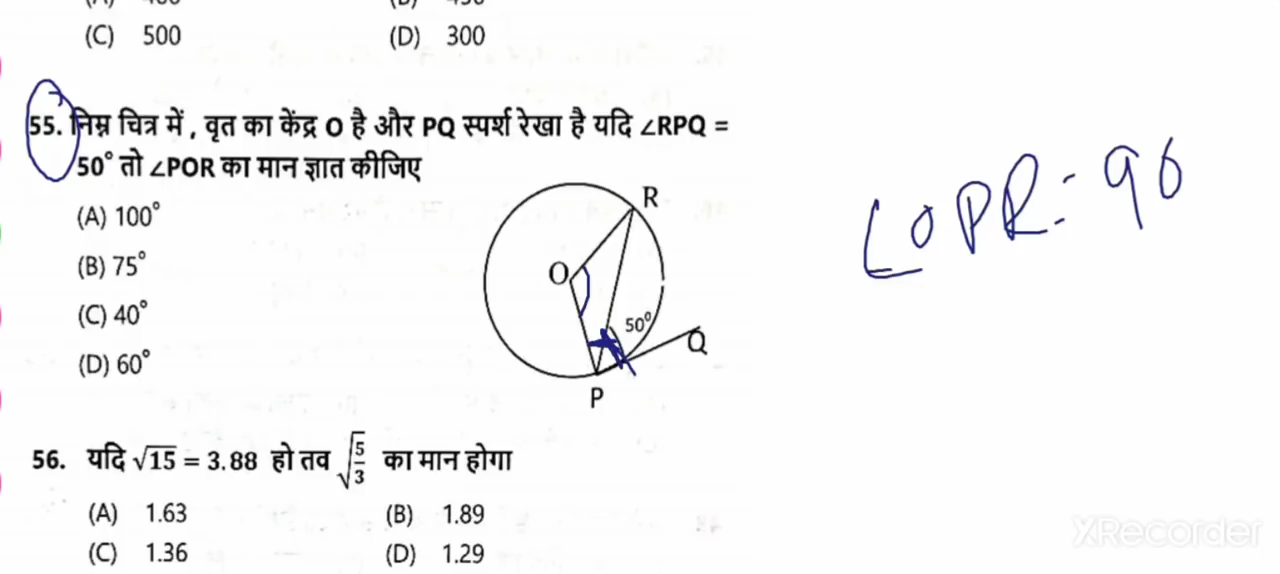 (C) 500 (D) 300
55. निम्न चित्र में , वृत का केंद्र O है और PQ स्पर्श रेखा है यदि ∠RPQ =
50° तो ∠POR का मान ज्ञात कीजिए
(A) 100°
(B) 75°
(C) 40°
(D) 60°
R
O
50°
Q
P
∠OPR = 90
56. यदि √15 = 3.88 हो तव √5/3 का मान होगा
(A) 1.63 (B) 1.89
(C) 1.36 (D) 1.29
XRecorder